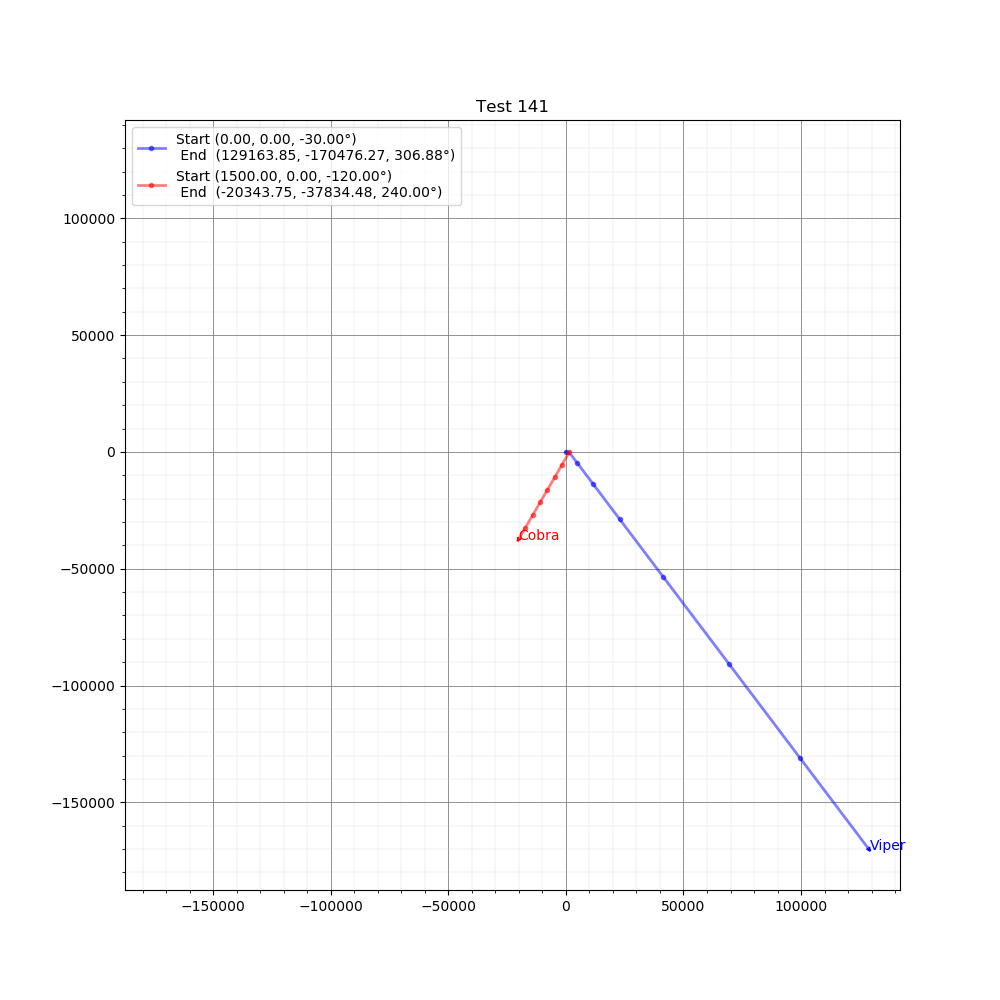 Test 141
Start (0.00, 0.00, -30.00°)
End (129163.85, -170476.27, 306.88°)
Start (1500.00, 0.00, -120.00°)
End (-20343.75, -37834.48, 240.00°)
100000
50000
0
−50000
−100000
−150000
Cobra
Viper
−150000
−100000
−50000
0
50000
100000